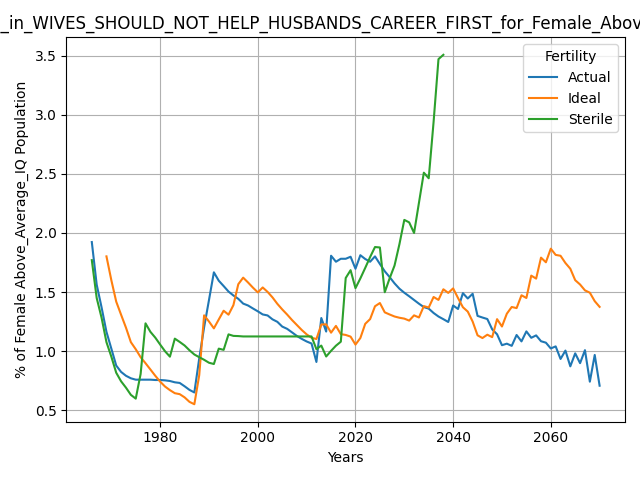 _in_WIVES_SHOULD_NOT_HELP_HUSBANDS_CAREER_FIRST_for_Female_Abov
Fertility
Actual
Ideal
Sterile
% of Female Above_Average_IQ Population
3.5
3.0
2.5
2.0
1.5
1.0
0.5
1980
2000
2020
2040
2060
Years